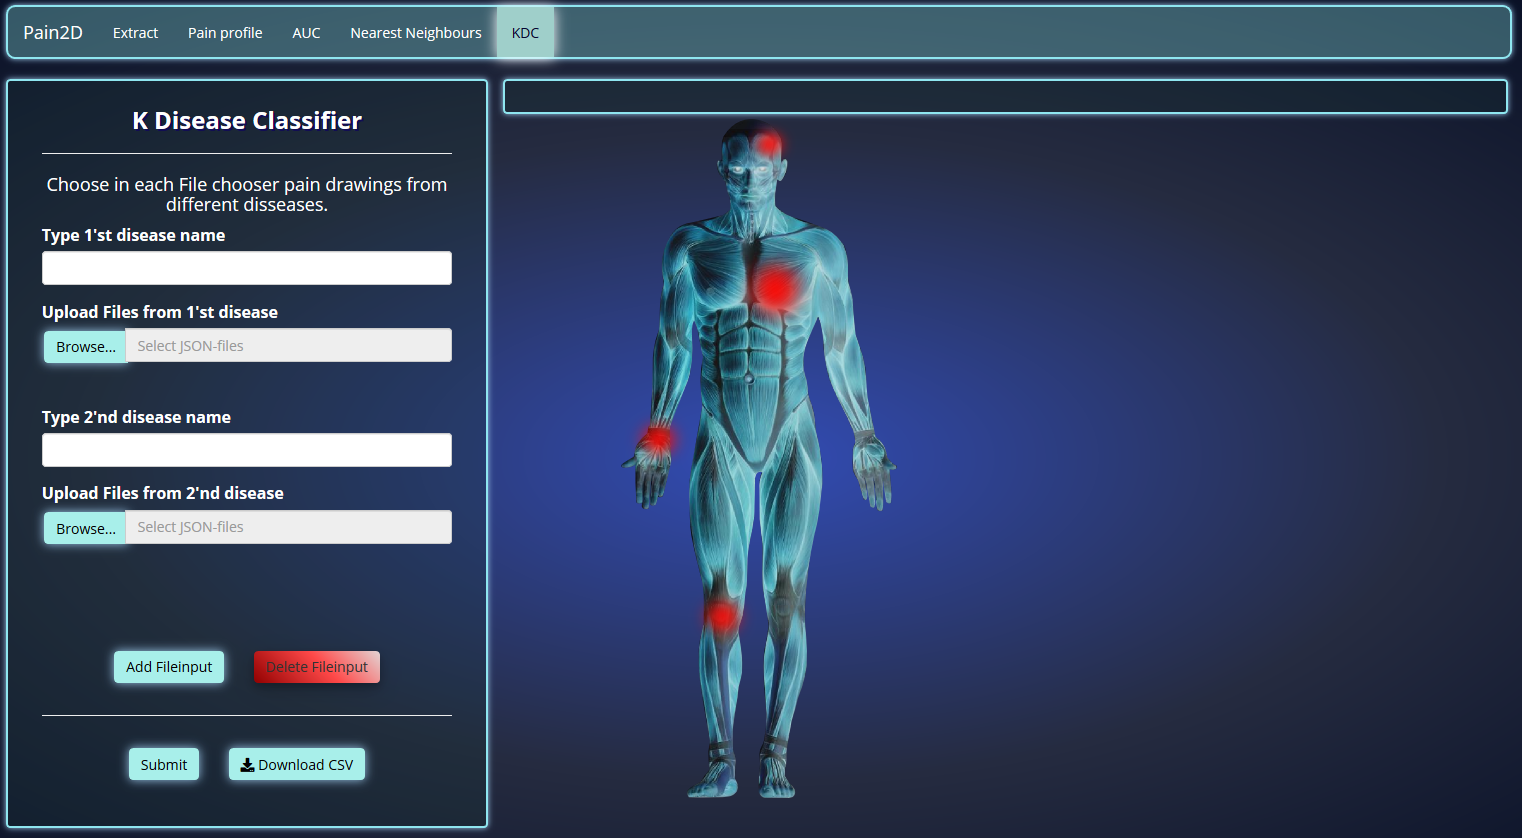 Pain2D Extract Pain profile AUC Nearest Neighbours KDC
K Disease Classifier
Choose in each File chooser pain drawings from
different disseases.
Type 1'st disease name
Upload Files from 1'st disease
Browse... Select JSON-files
Type 2'nd disease name
Upload Files from 2'nd disease
Browse... Select JSON-files
Add Fileinput Delete Fileinput
Submit Download CSV